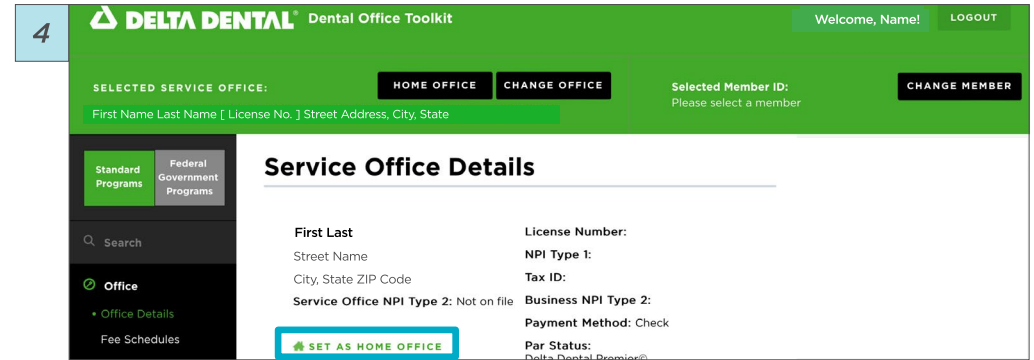 4
DELTA DENTAL® Dental Office Toolkit
Welcome, Name!
LOGOUT
SELECTED SERVICE OFFICE:
HOME OFFICE
CHANGE OFFICE
First Name Last Name [ License No. ] Street Address, City, State
Selected Member ID:
Please select a member
CHANGE MEMBER
Standard
Programs
Federal
Government
Programs
Search
Office
• Office Details
Fee Schedules
Service Office Details
First Last
Street Name
City, State ZIP Code
Service Office NPI Type 2: Not on file
SET AS HOME OFFICE
License Number:
NPI Type 1:
Tax ID:
Business NPI Type 2:
Payment Method: Check
Par Status:
Delta Dental Premier©